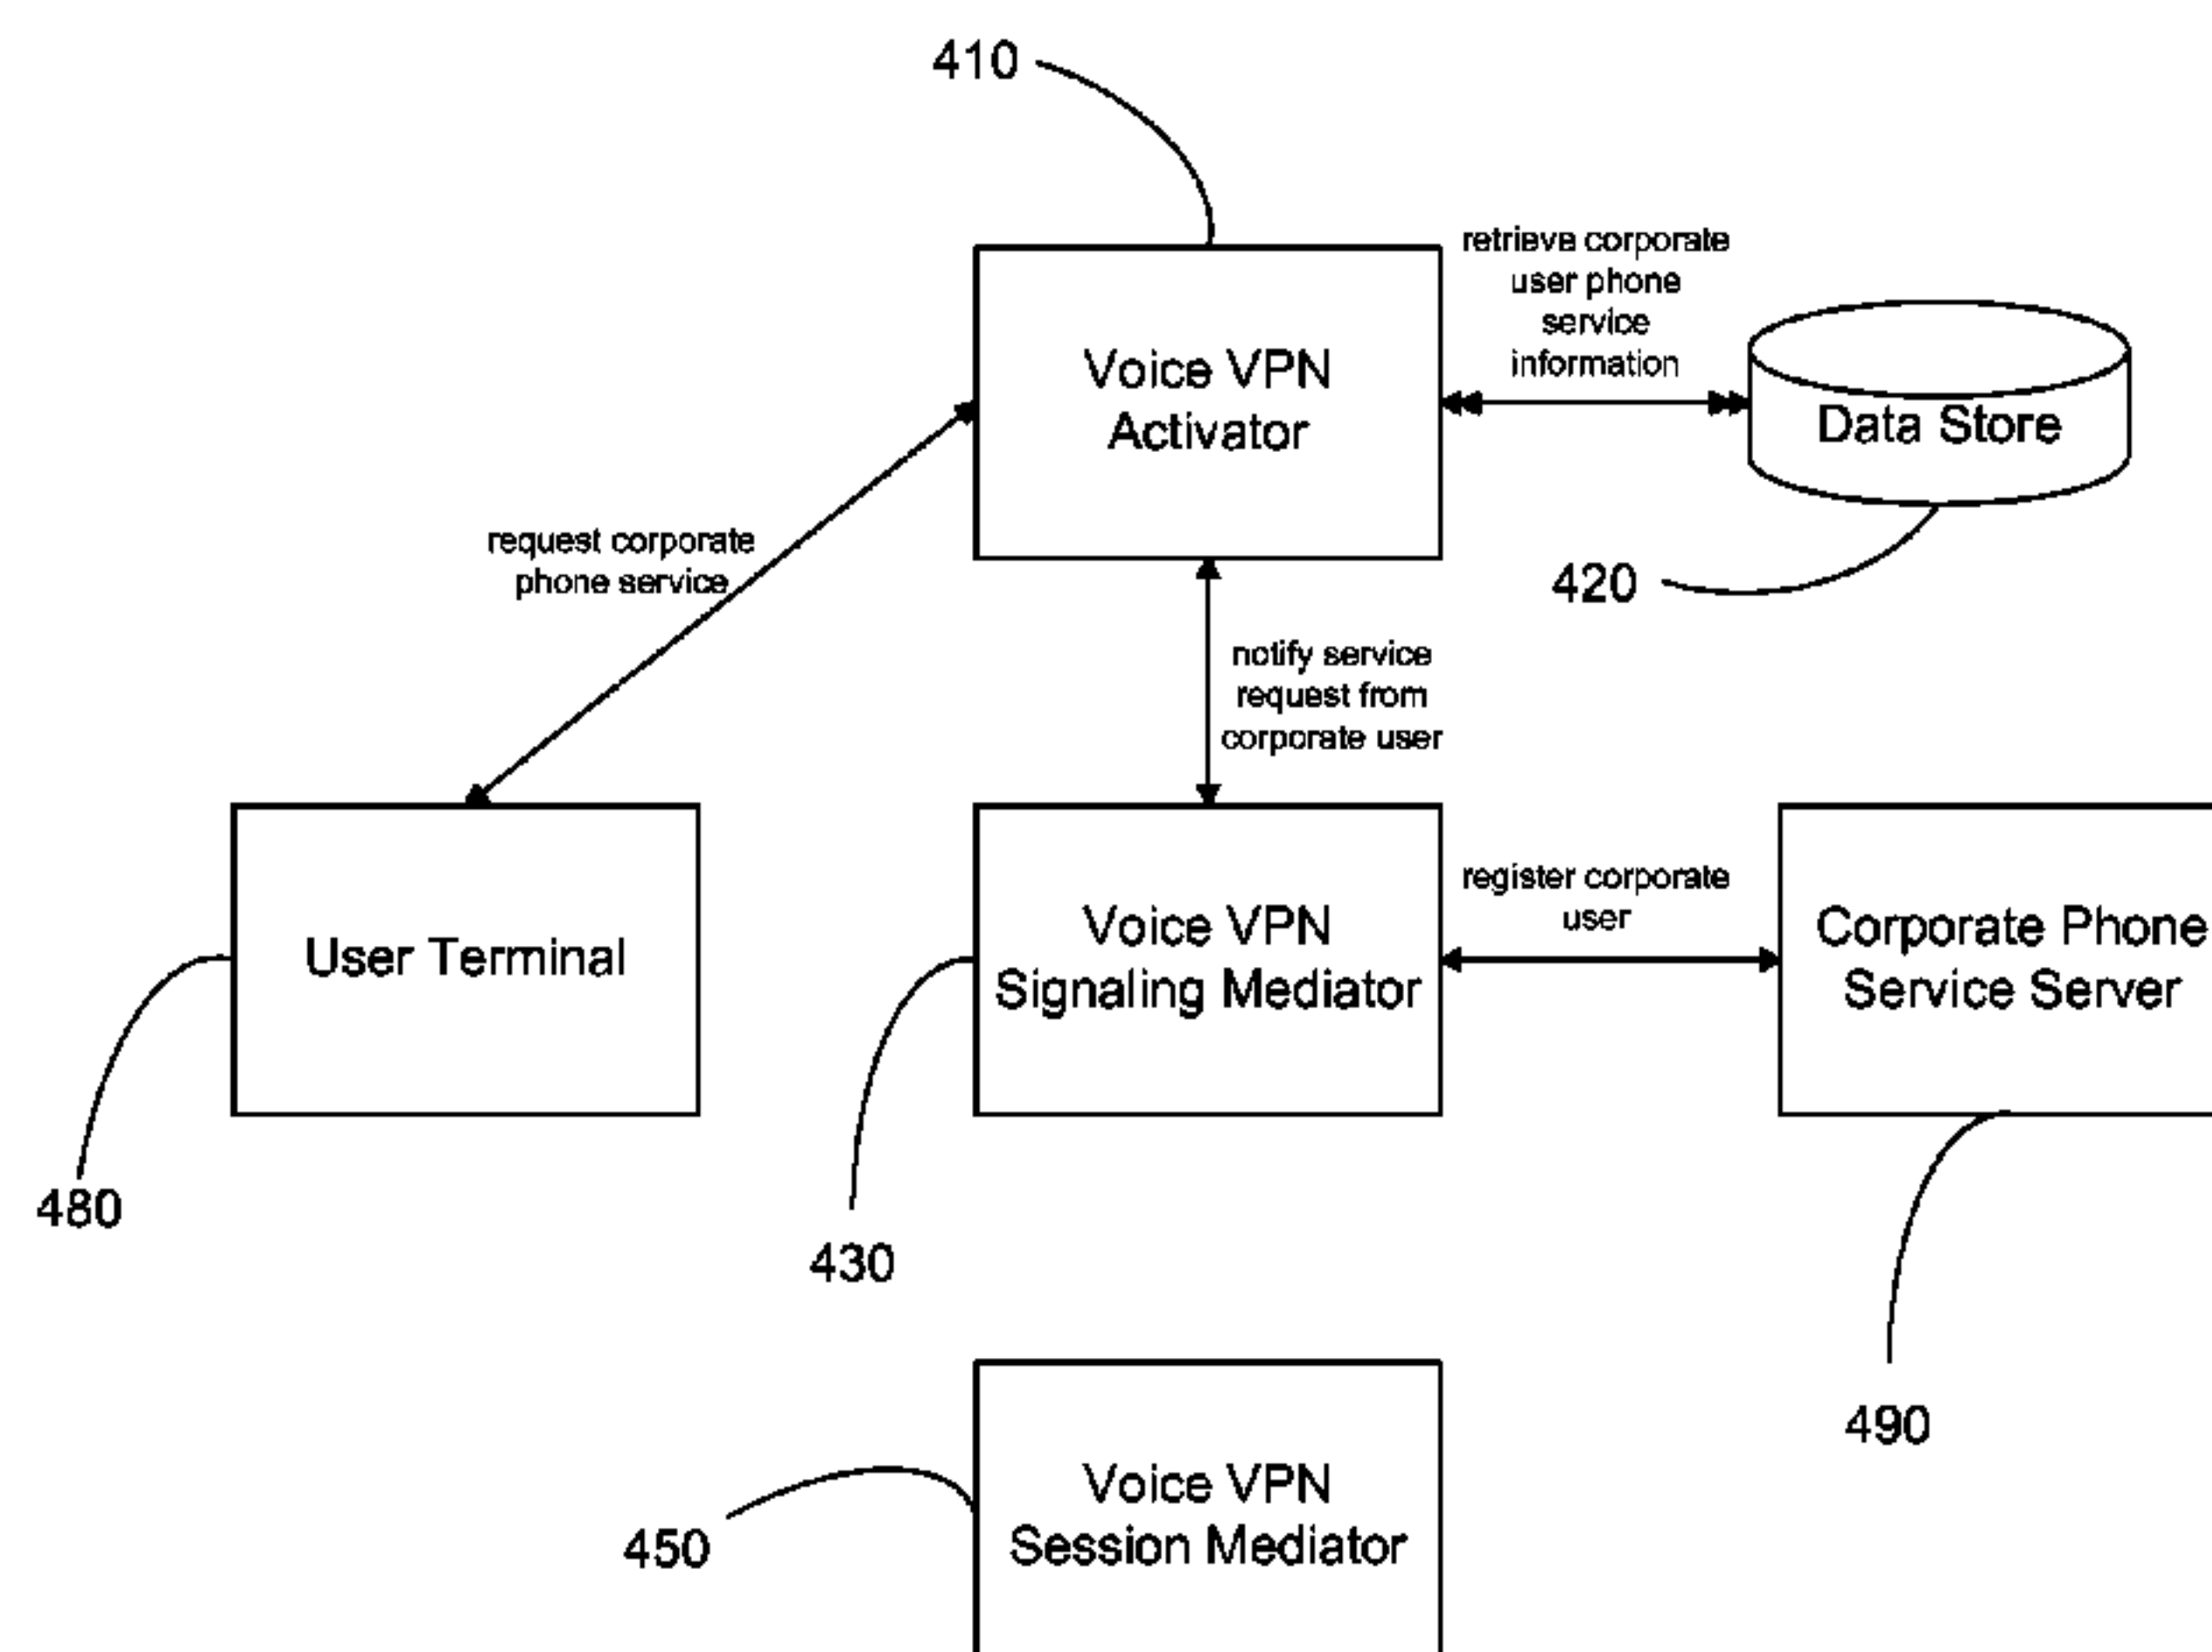 410
retrieve corporate
user phone
service
information
Voice VPN
Activator
Data Store
request corporate
phone service
420
notify service
request from
corporate user
register corporate
user
User Terminal
Voice VPN
Signaling Mediator
Corporate Phone
Service Server
480
430
490
Voice VPN
Session Mediator
450